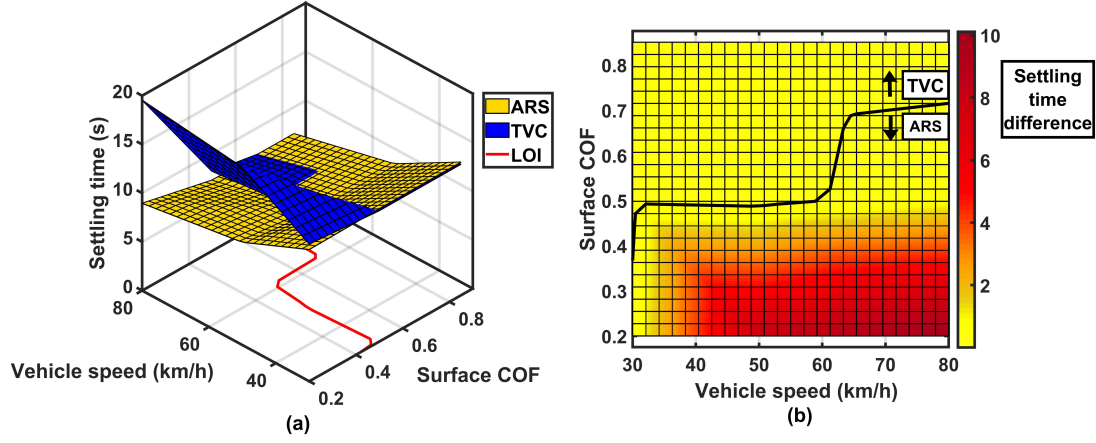 20
15
10
5
0
Settling time (s)
80
60
40
Vehicle speed (km/h)
0.2
0.4
0.6
0.8
Surface COF
ARS
TVC
LOI
(a)
0.8
0.7
0.6
0.5
0.4
0.3
0.2
Surface COF
30
40
50
60
70
80
Vehicle speed (km/h)
TVC
ARS
10
8
6
4
2
Settling
time
difference
(b)